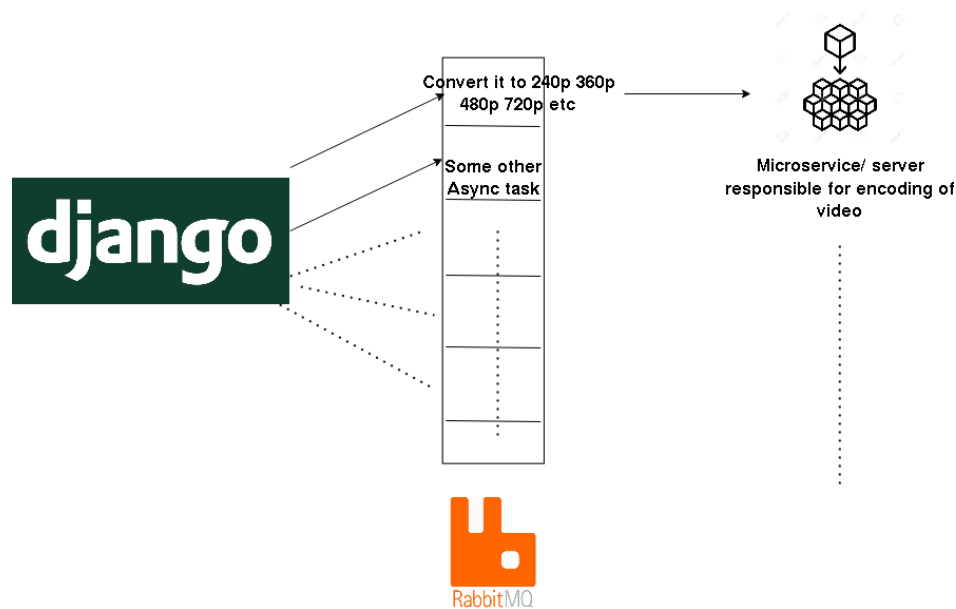 Convert it to 240p 360p
480p 720p etc
Some other
Async task
django
Microservice/ server
responsible for encoding of
video
RabbitMQ